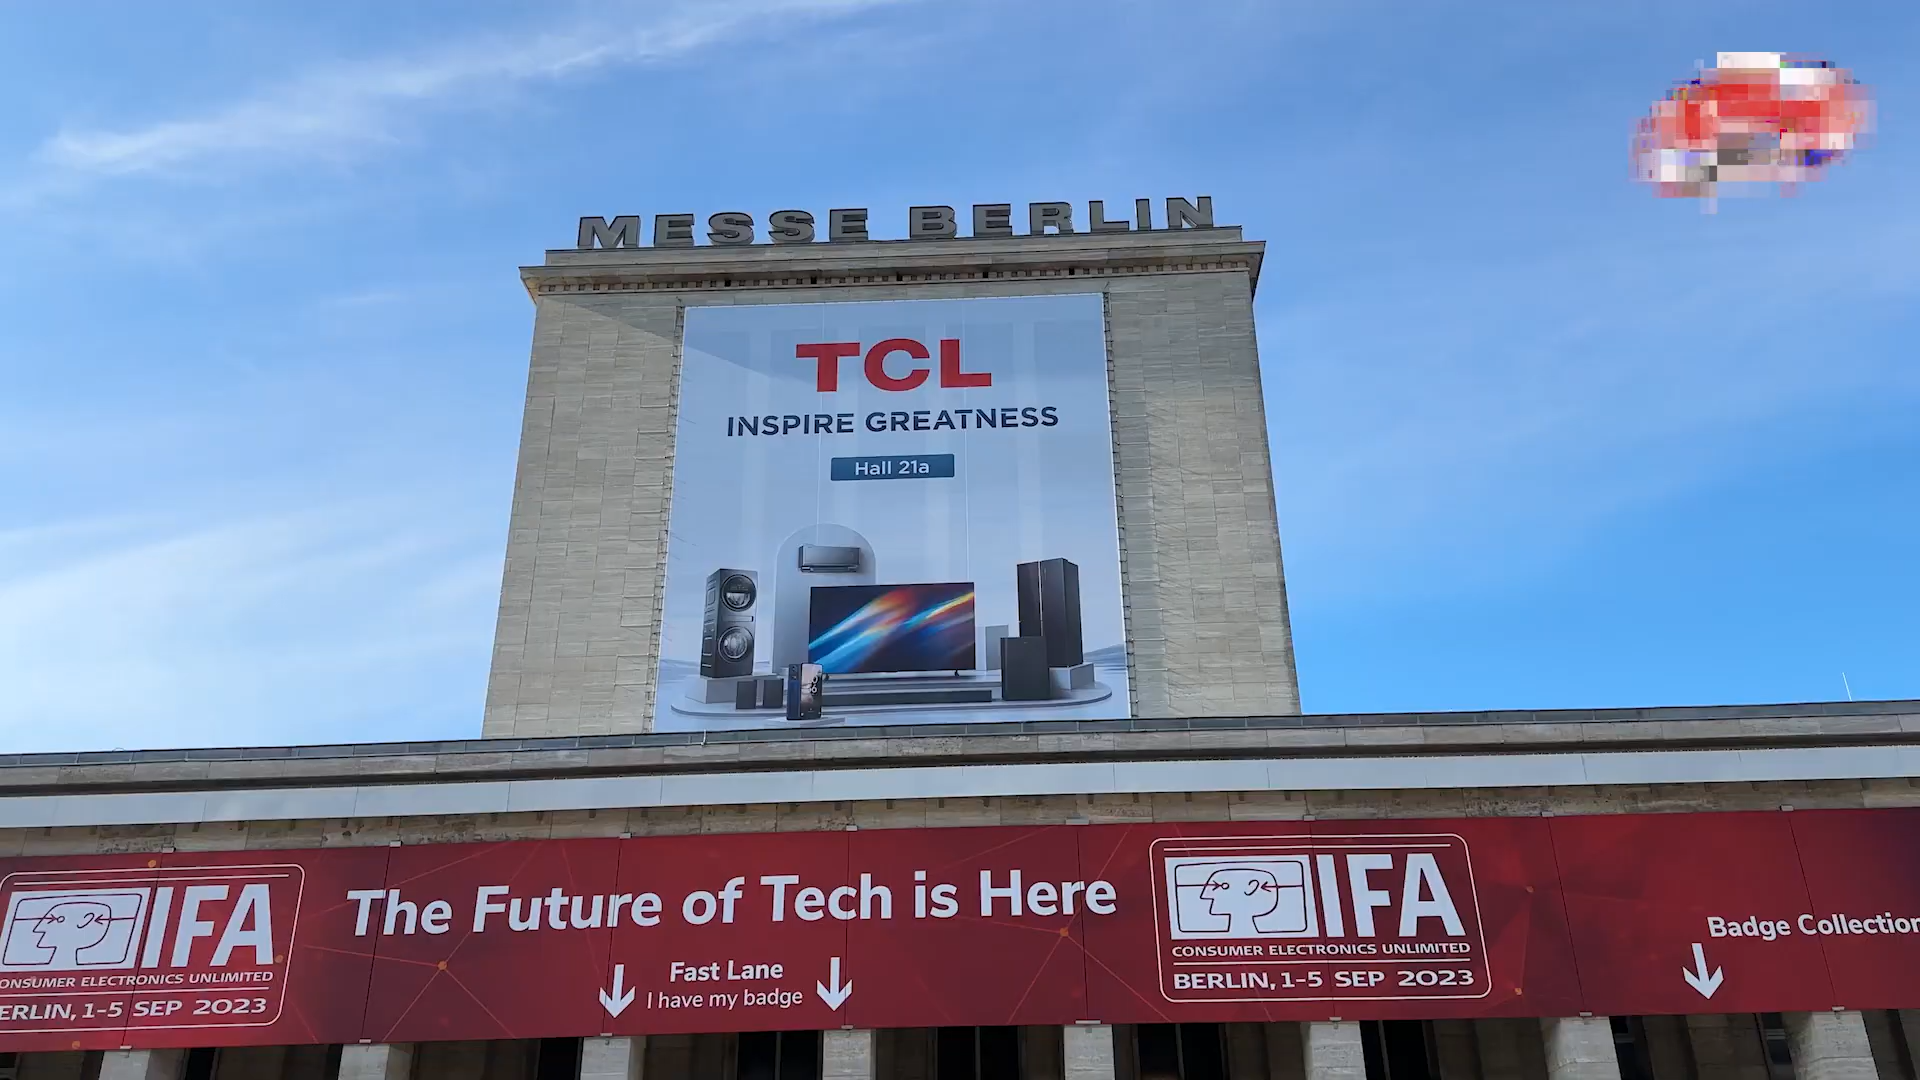 MESSE BERLIN
TCL
INSPIRE GREATNESS
Hall 21a
IFA
CONSUMER ELECTRONICS UNLIMITED
BERLIN, 1-5 SEP 2023
The Future of Tech is Here
Fast Lane
I have my badge
IFA
CONSUMER ELECTRONICS UNLIMITED
BERLIN, 1-5 SEP 2023
Badge Collection